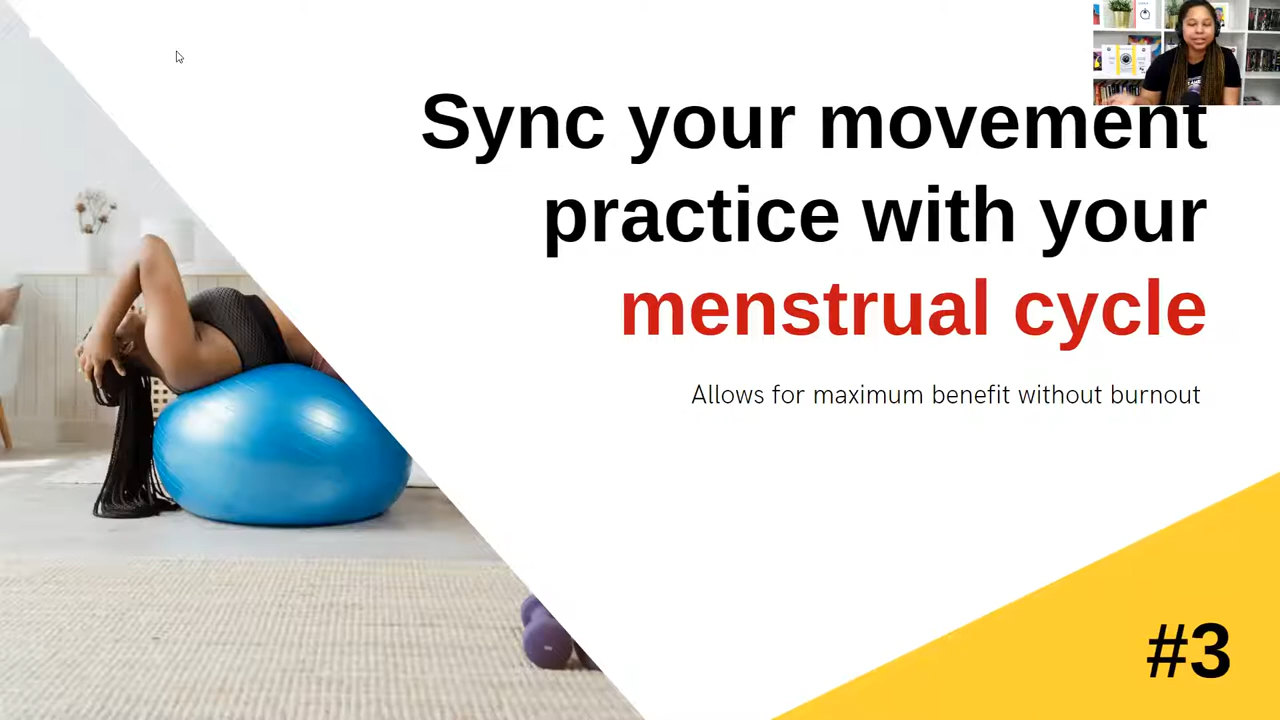 Sync your movement
practice with your
menstrual cycle
Allows for maximum benefit without burnout
#3